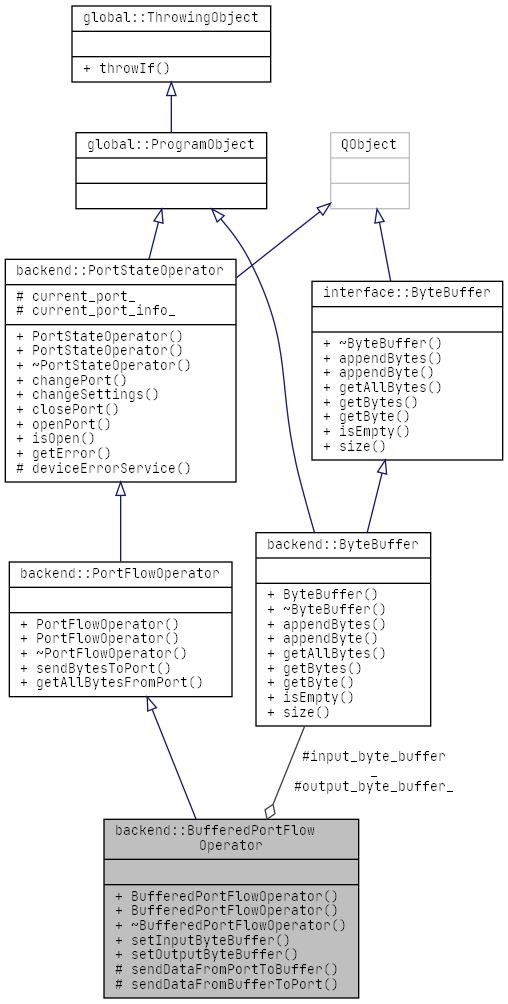 global::ThrowingObject
+ throwIf()
global::ProgramObject
QObject
backend::PortStateOperator
# current_port_
# current_port_info_
+ PortStateOperator()
+ PortStateOperator()
+ ~PortStateOperator()
+ changePort()
+ changeSettings()
+ closePort()
+ openPort()
+ isOpen()
+ getError()
# deviceErrorService()
interface::ByteBuffer
+ ~ByteBuffer()
+ appendBytes()
+ appendByte()
+ getAllBytes()
+ getBytes()
+ getByte()
+ isEmpty()
+ size()
backend::PortFlowOperator
+ PortFlowOperator()
+ PortFlowOperator()
+ ~PortFlowOperator()
+ sendBytesToPort()
+ getAllBytesFromPort()
backend::ByteBuffer
+ ByteBuffer()
+ ~ByteBuffer()
+ appendBytes()
+ appendByte()
+ getAllBytes()
+ getBytes()
+ getByte()
+ isEmpty()
+ size()
#input_byte_buffer
_
#output_byte_buffer_
backend::BufferedPortFlow
Operator
+ BufferedPortFlowOperator()
+ BufferedPortFlowOperator()
+ ~BufferedPortFlowOperator()
+ setInputByteBuffer()
+ setOutputByteBuffer()
# sendDataFromPortToBuffer()
# sendDataFromBufferToPort()